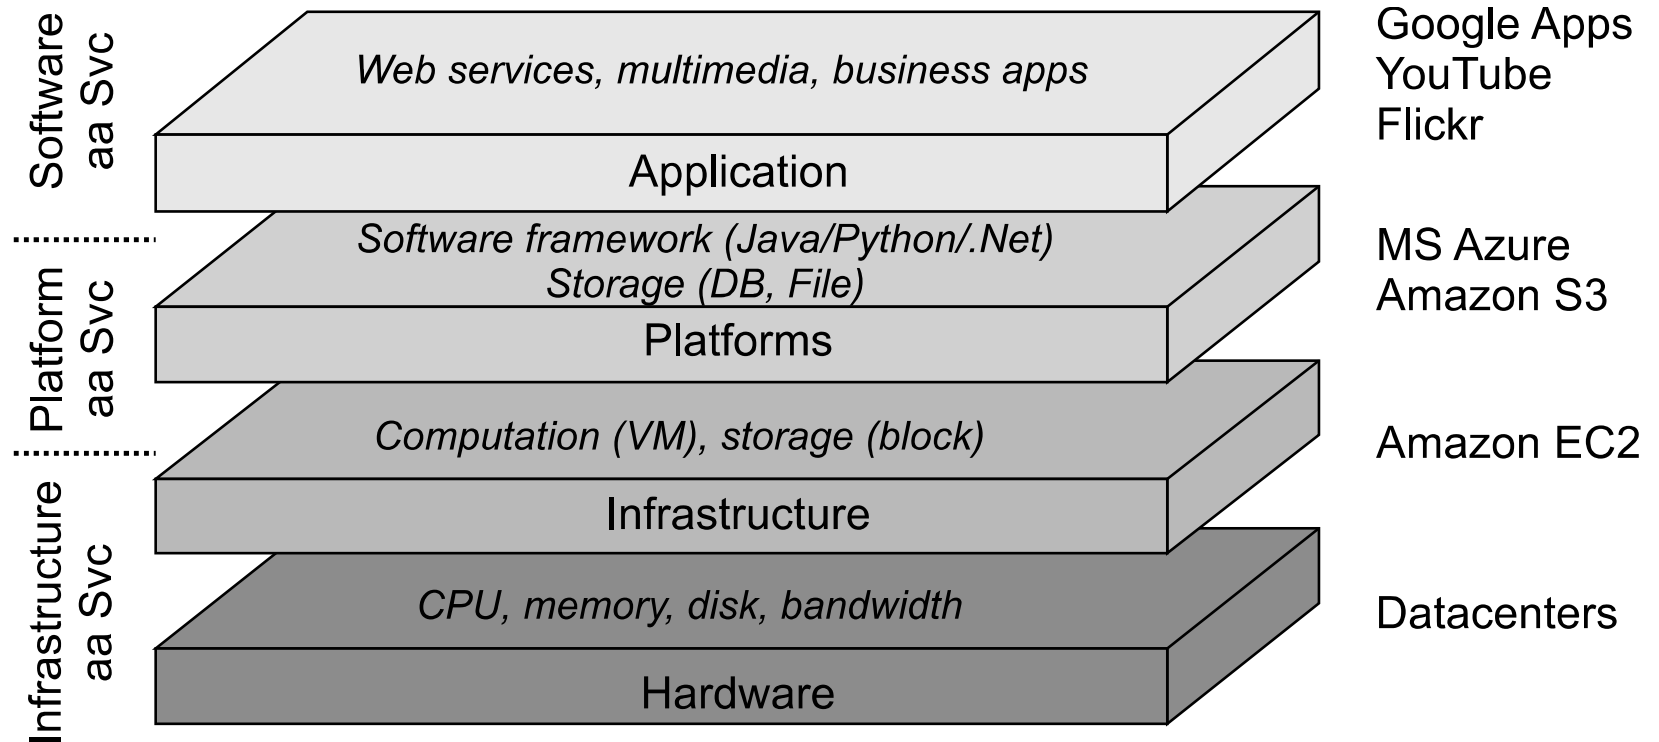 Software
aa Svc
Web services, multimedia, business apps
Application
Google Apps
YouTube
Flickr
Platform
aa Svc
Software framework (Java/Python/.Net)
Storage (DB, File)
Platforms
MS Azure
Amazon S3
Infrastructure
aa Svc
Computation (VM), storage (block)
Infrastructure
Amazon EC2
CPU, memory, disk, bandwidth
Hardware
Datacenters